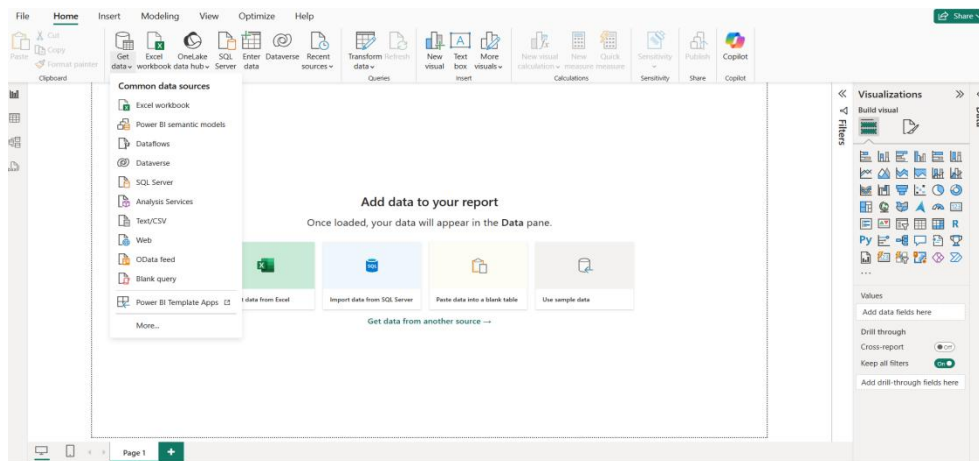 File Home Insert Modeling View Optimize Help
Share
Paste
Cut
Copy
Format painter
Clipboard
Get data
Excel workbook
OneLake data hub
SQL Server
Enter data
Dataverse
Recent sources
Transform data
Refresh
Queries
New visual
Text box
More visuals
Insert
New visual calculation
New measure
Quick measure
Calculations
Sensitivity
Sensitivity
Publish
Share
Copilot
Copilot
Common data sources
Excel workbook
Power BI semantic models
Dataflows
Dataverse
SQL Server
Analysis Services
Text/CSV
Web
OData feed
Blank query
Power BI Template Apps
More...
Add data to your report
Once loaded, your data will appear in the Data pane.
SQL
data from Excel
Import data from SQL Server
Paste data into a blank table
Use sample data
Get data from another source →
Filters
Visualizations
Build visual
R
Py
...
Values
Add data fields here
Drill through
Cross-report
Off
Keep all filters
On
Add drill-through fields here
Data
Page 1